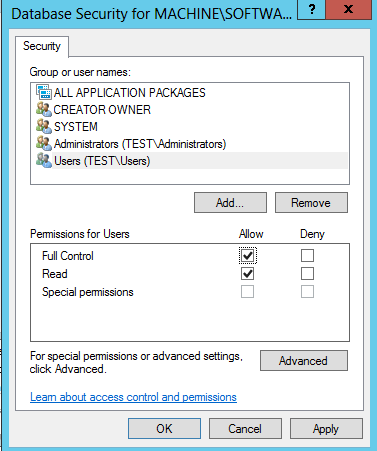 Database Security for MACHINE\SOFTWA...
? x
Security
Group or user names:
ALL APPLICATION PACKAGES
CREATOR OWNER
SYSTEM
Administrators (TEST\Administrators)
Users (TEST\Users)
Add... Remove
Permissions for Users Allow Deny
Full Control
Read
Special permissions
For special permissions or advanced settings,
click Advanced.
Advanced
Learn about access control and permissions
OK Cancel Apply